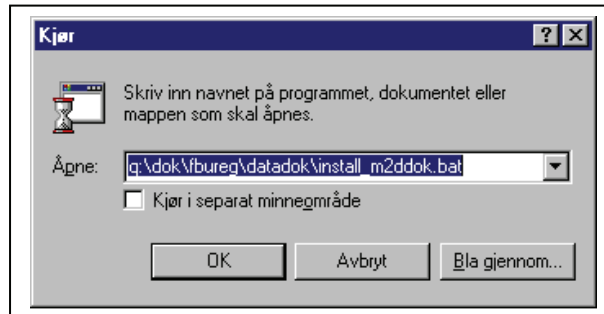 Kjør
Skriv inn navnet på programmet, dokumentet eller
mappen som skal åpnes.
Åpne:
q:\dok\fbureg\datadok\install_m2ddok.bat
Kjør i separat minneområde
OK
Avbryt
Bla gjennom...